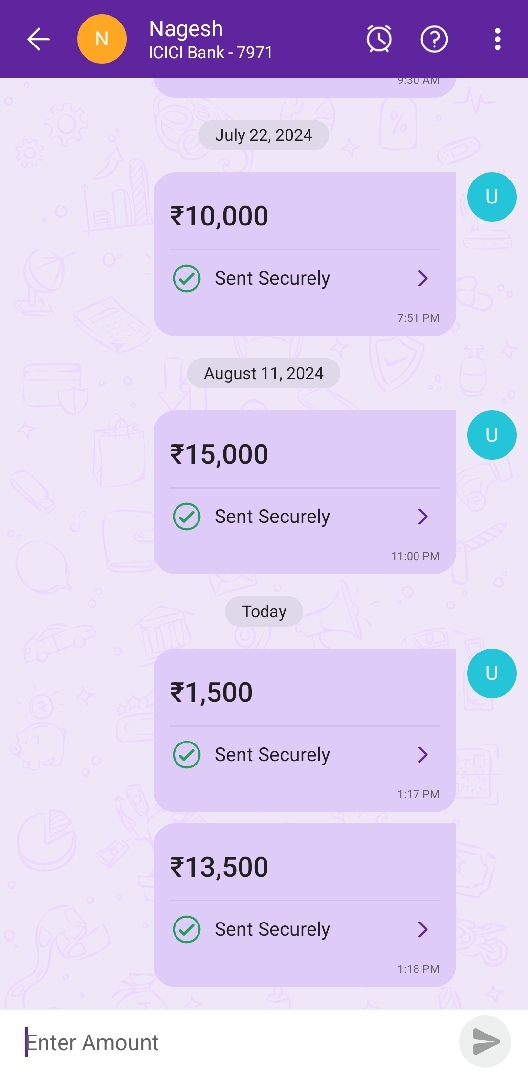 N
Nagesh
ICICI Bank - 7971
9:30 AM
July 22, 2024
U
₹10,000
Sent Securely
7:51 PM
August 11, 2024
U
₹15,000
Sent Securely
11:00 PM
Today
U
₹1,500
Sent Securely
1:17 PM
₹13,500
Sent Securely
1:18 PM
Enter Amount